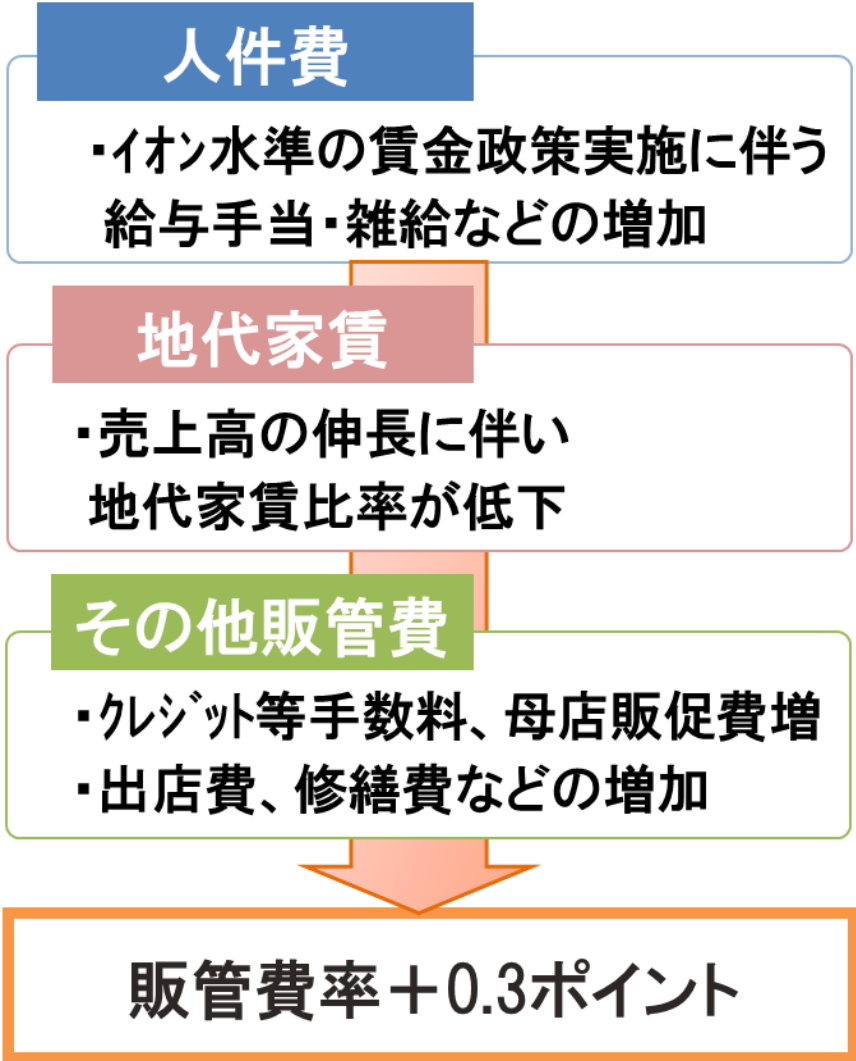 人件費
・ｲｵﾝ水準の賃金政策実施に伴う
給与手当・雑給などの増加
地代家賃
・売上高の伸長に伴い
地代家賃比率が低下
その他販管費
・ｸﾚｼﾞｯﾄ等手数料、母店販促費増
・出店費、修繕費などの増加
販管費率＋0.3ポイント